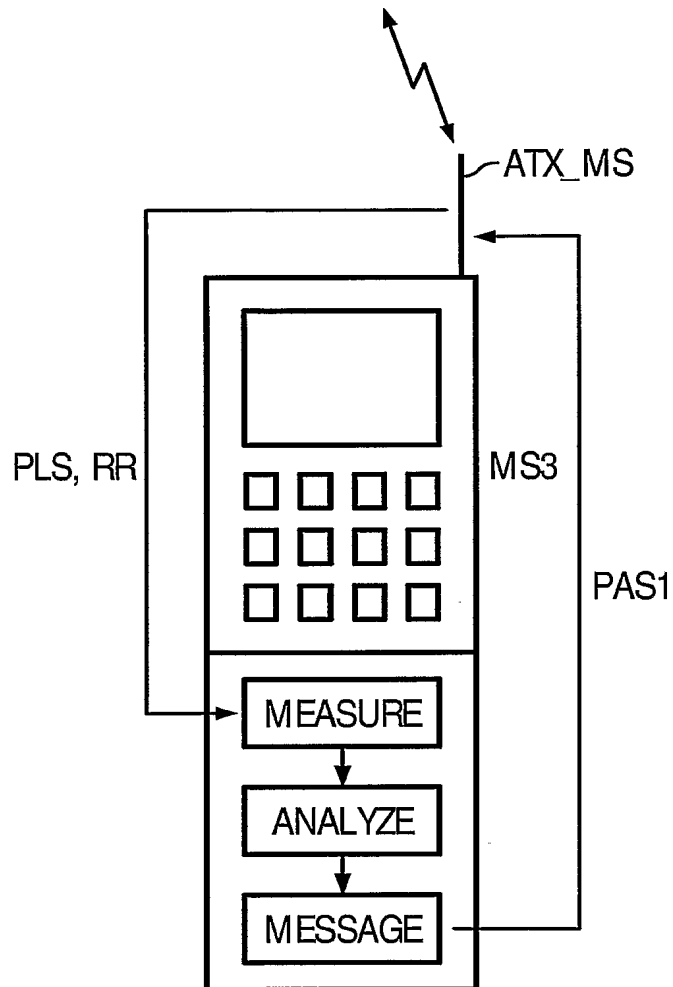 ATX_MS
PLS, RR
MS3
PAS1
MEASURE
ANALYZE
MESSAGE